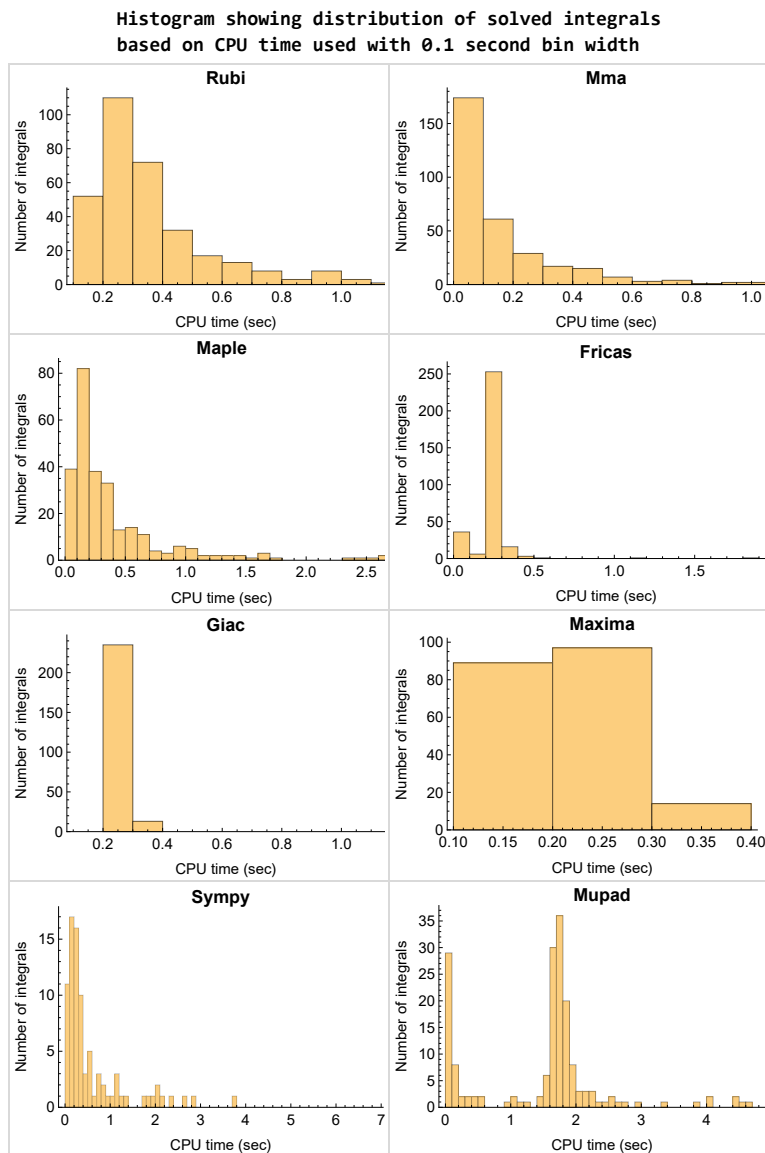 Histogram showing distribution of solved integrals
based on CPU time used with 0.1 second bin width
Rubi
Number of integrals
100
80
60
40
20
0
0.2 0.4 0.6 0.8 1.0
CPU time (sec)
Mma
Number of integrals
150
100
50
0
0.0 0.2 0.4 0.6 0.8 1.0
CPU time (sec)
Maple
Number of integrals
80
60
40
20
0
0.0 0.5 1.0 1.5 2.0 2.5
CPU time (sec)
Fricas
Number of integrals
250
200
150
100
50
0
0.0 0.5 1.0 1.5
CPU time (sec)
Giac
Number of integrals
200
150
100
50
0
0.2 0.4 0.6 0.8 1.0
CPU time (sec)
Maxima
Number of integrals
100
80
60
40
20
0
0.10 0.15 0.20 0.25 0.30 0.35 0.40
CPU time (sec)
Sympy
Number of integrals
15
10
5
0
0 1 2 3 4 5 6 7
CPU time (sec)
Mupad
Number of integrals
35
30
25
20
15
10
5
0
0 1 2 3 4
CPU time (sec)